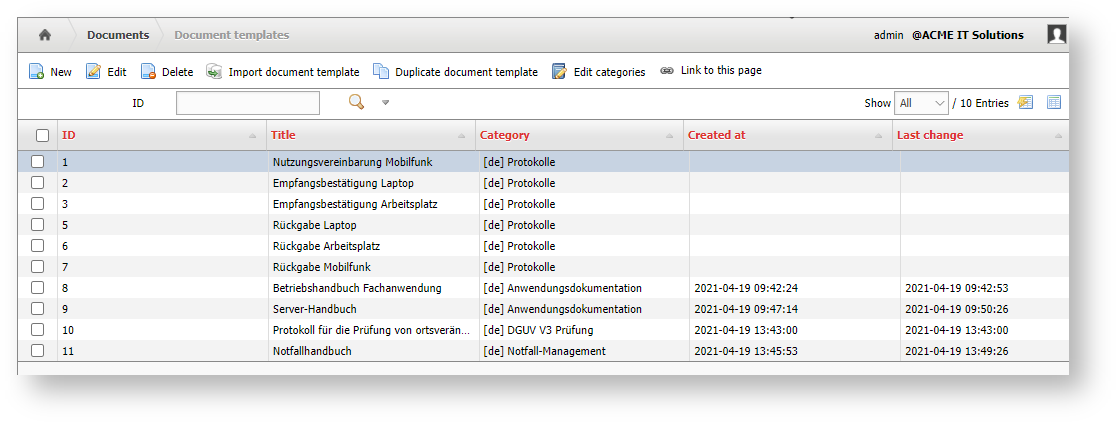 Documents Document templates admin @ACME IT Solutions
New Edit Delete Import document template Duplicate document template Edit categories Link to this page
ID Show All / 10 Entries
ID Title Category Created at Last change
1 Nutzungsvereinbarung Mobilfunk [de] Protokolle
2 Empfangsbestätigung Laptop [de] Protokolle
3 Empfangsbestätigung Arbeitsplatz [de] Protokolle
5 Rückgabe Laptop [de] Protokolle
6 Rückgabe Arbeitsplatz [de] Protokolle
7 Rückgabe Mobilfunk [de] Protokolle
8 Betriebshandbuch Fachanwendung [de] Anwendungsdokumentation 2021-04-19 09:42:24 2021-04-19 09:42:53
9 Server-Handbuch [de] Anwendungsdokumentation 2021-04-19 09:47:14 2021-04-19 09:50:26
10 Protokoll für die Prüfung von ortsverän... [de] DGUV V3 Prüfung 2021-04-19 13:43:00 2021-04-19 13:43:00
11 Notfallhandbuch [de] Notfall-Management 2021-04-19 13:45:53 2021-04-19 13:49:26